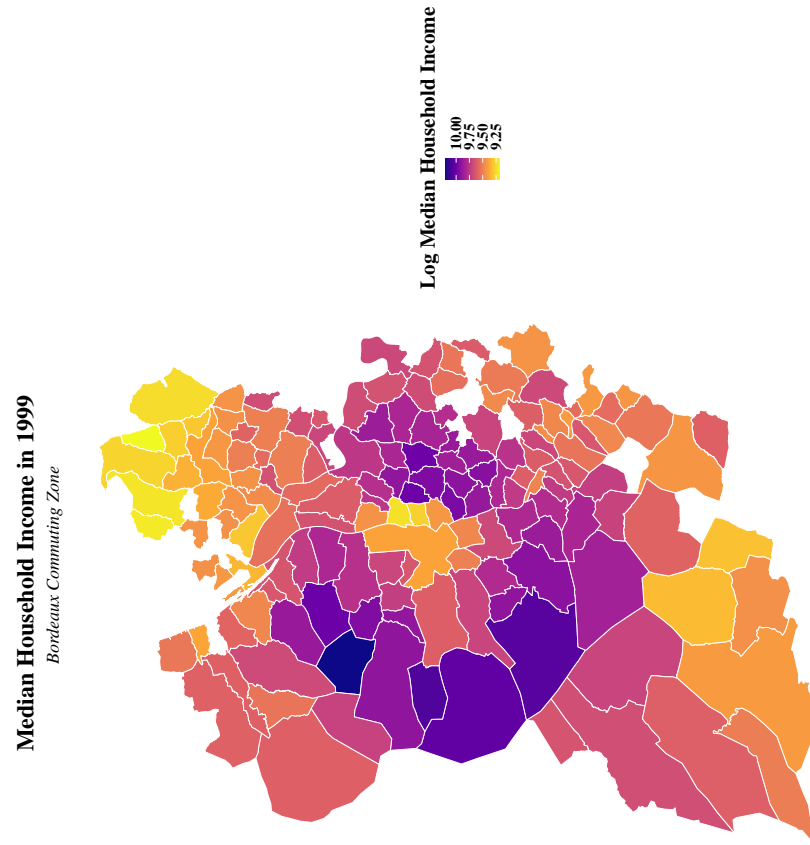 Median Household Income in 1999
Bordeaux Commuting Zone
Log Median Household Income
10.00
9.75
9.50
9.25